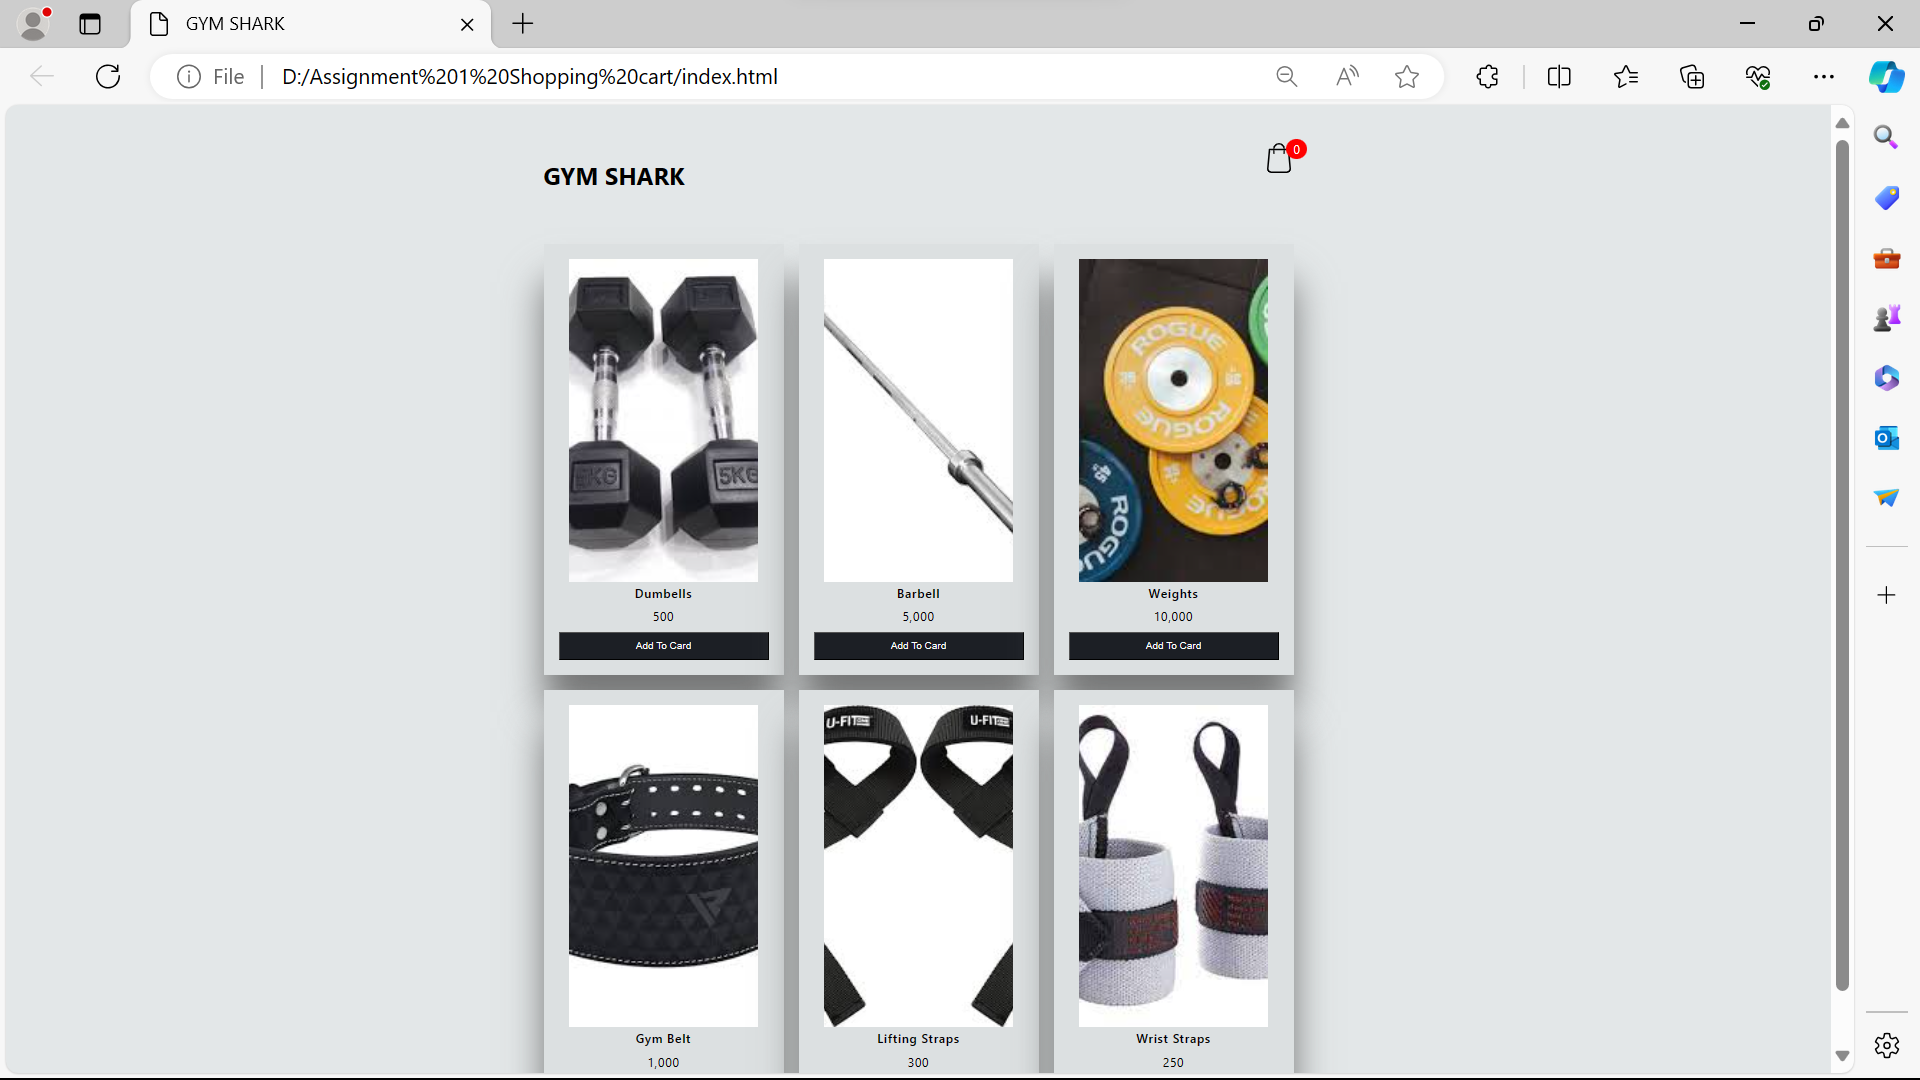 GYM SHARK
File
D:/Assignment%201%20Shopping%20cart/index.html
GYM SHARK
0
5KG
5KG
ROGUE
ROGUE
ROGUE
45
ROGUE
Dumbells
Barbell
Weights
500
5,000
10,000
Add To Card
Add To Card
Add To Card
U-FIT
U-FIT
Gym Belt
Lifting Straps
Wrist Straps
1,000
300
250